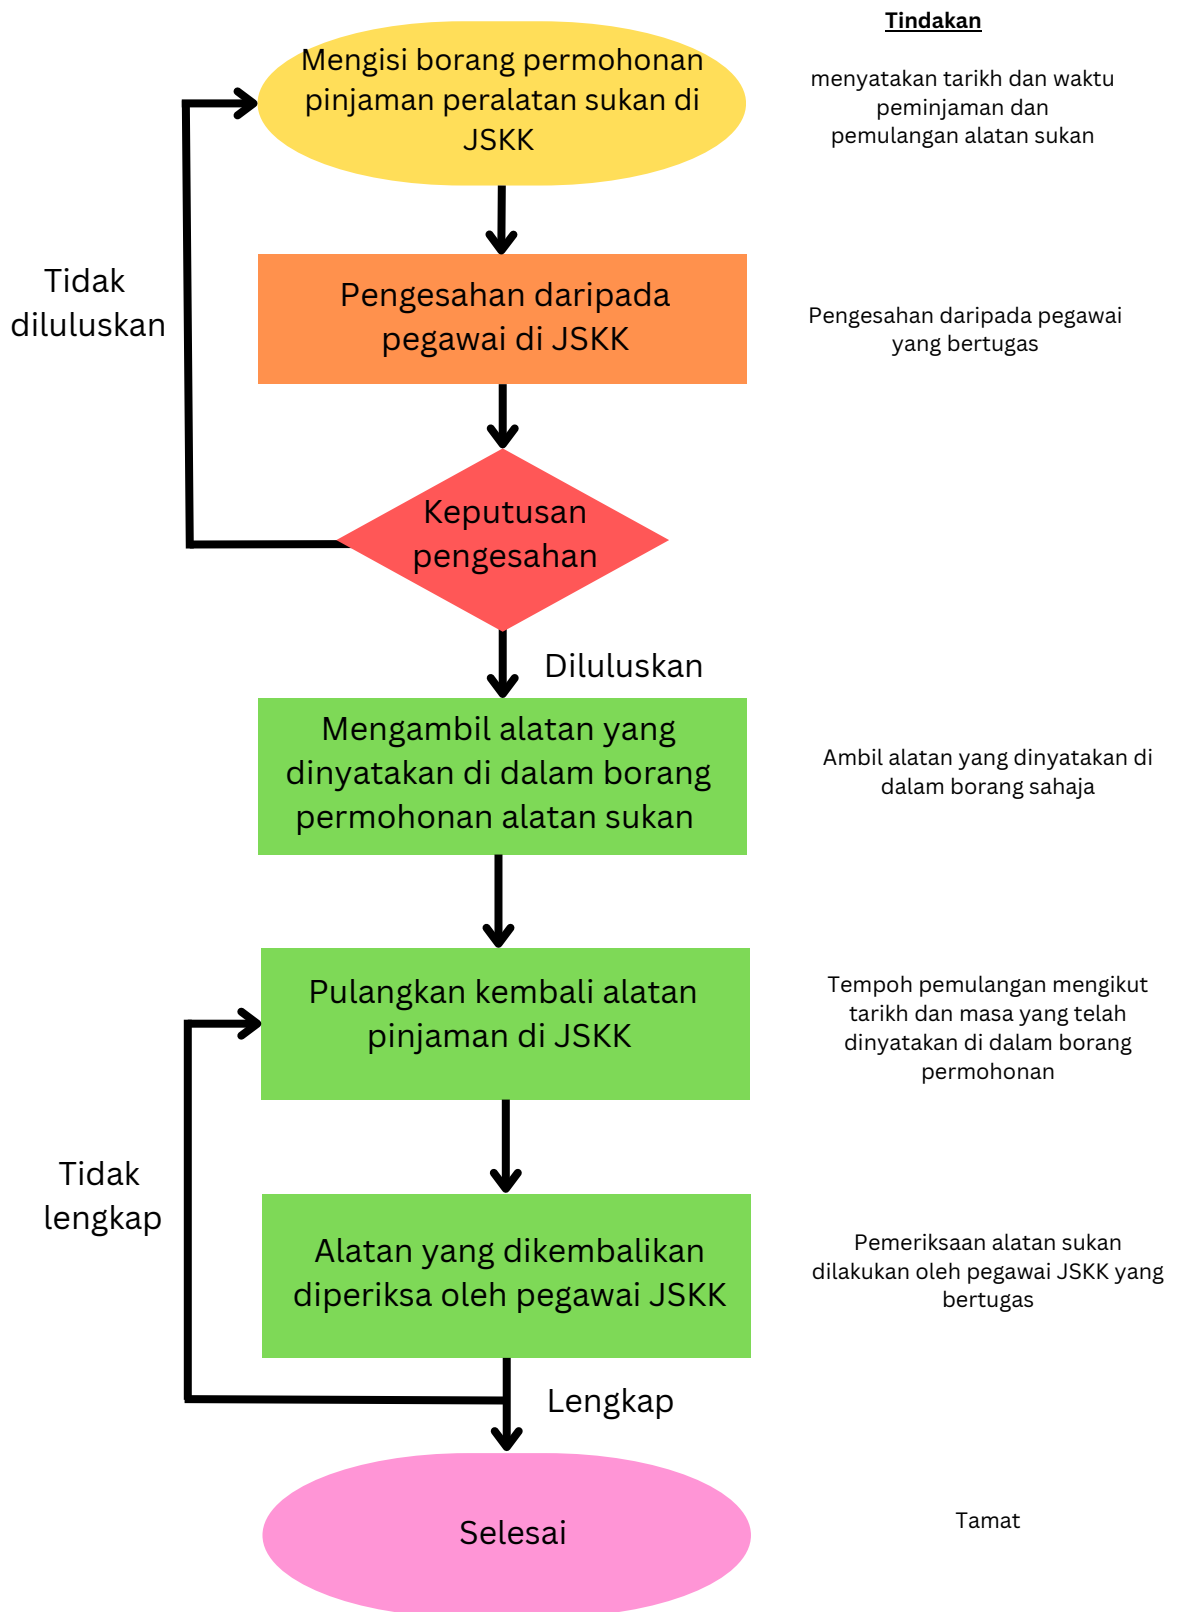 Tindakan
Mengisi borang permohonan
pinjaman peralatan sukan di
JSKK
menyatakan tarikh dan waktu
peminjaman dan
pemulangan alatan sukan
Tidak
diluluskan
Pengesahan daripada
pegawai di JSKK
Pengesahan daripada pegawai
yang bertugas
Keputusan
pengesahan
Diluluskan
Mengambil alatan yang
dinyatakan di dalam borang
permohonan alatan sukan
Ambil alatan yang dinyatakan di
dalam borang sahaja
Pulangkan kembali alatan
pinjaman di JSKK
Tempoh pemulangan mengikut
tarikh dan masa yang telah
dinyatakan di dalam borang
permohonan
Tidak
lengkap
Alatan yang dikembalikan
diperiksa oleh pegawai JSKK
Pemeriksaan alatan sukan
dilakukan oleh pegawai JSKK yang
bertugas
Lengkap
Selesai
Tamat